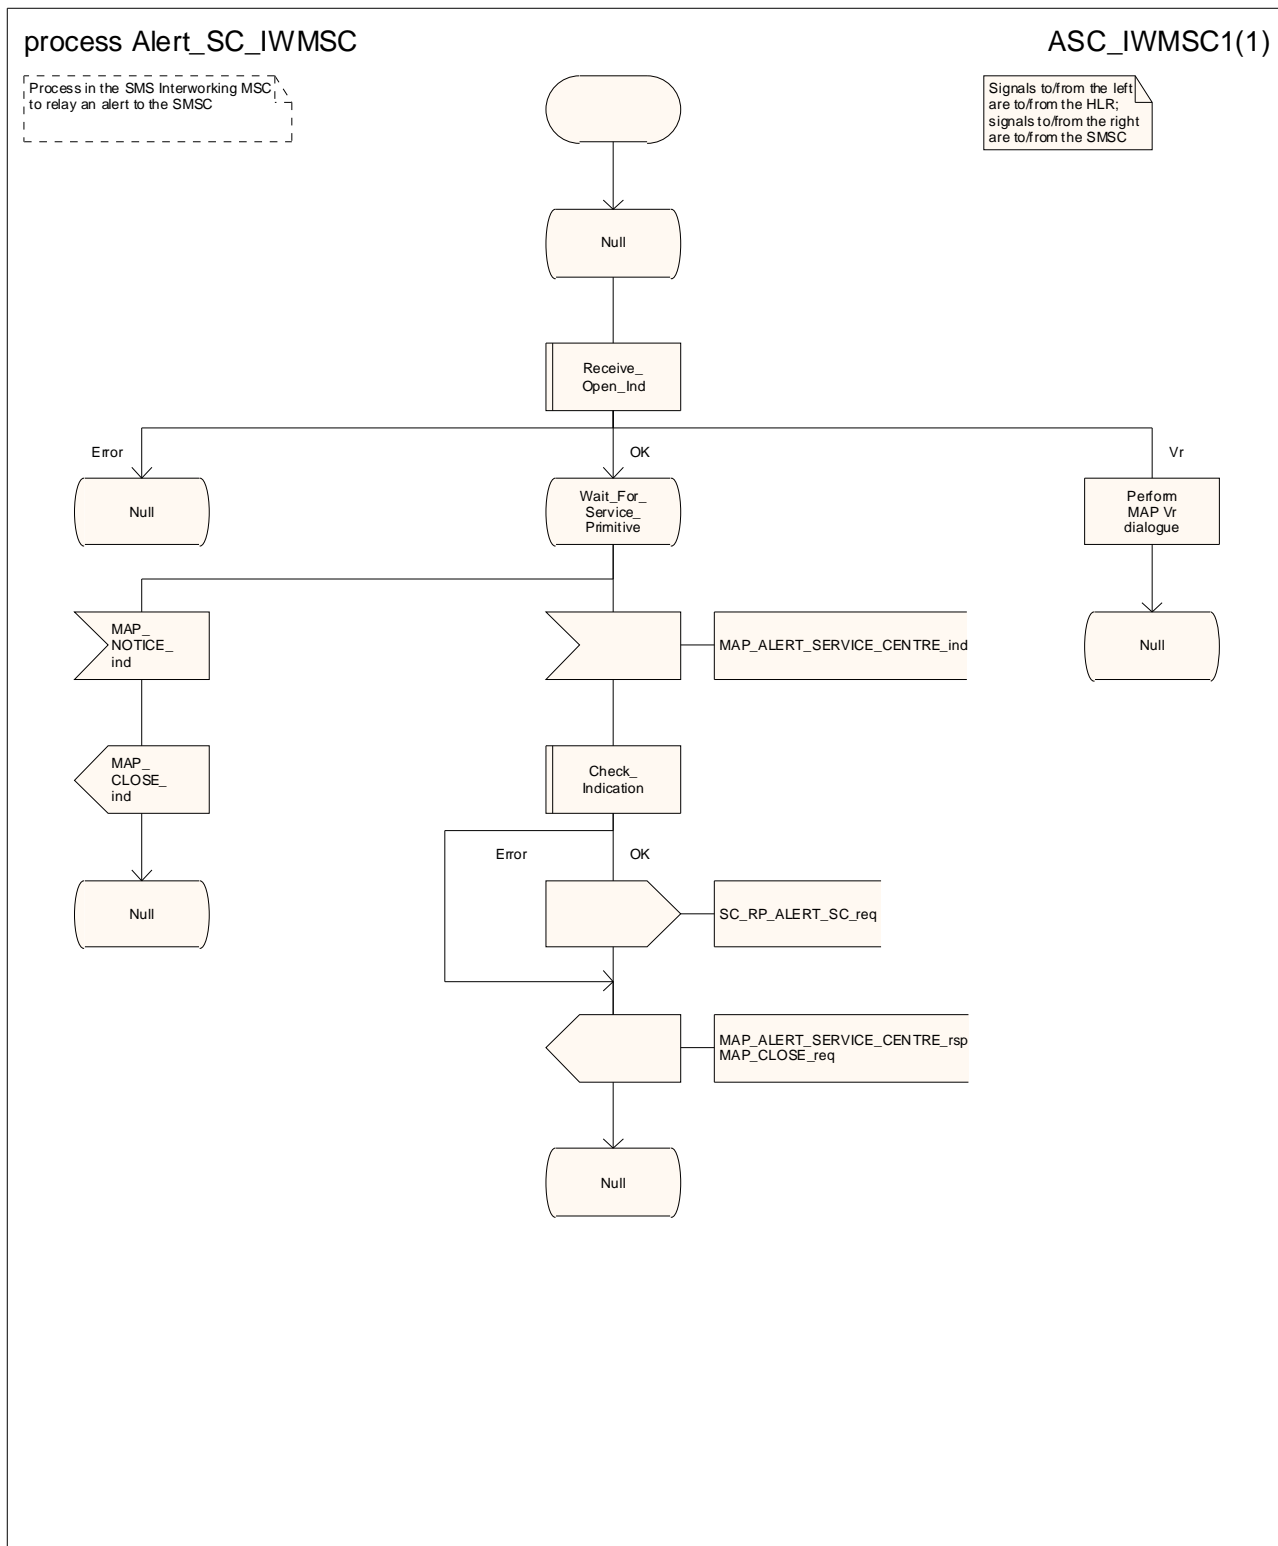 process Alert_SC_IWMSC
ASC_IWMSC1(1)
Process in the SMS Interworking MSC
to relay an alert to the SMSC
Signals to/from the left
are to/from the HLR;
signals to/from the right
are to/from the SMSC
Null
Receive_
Open_Ind
Error
OK
Vr
Null
Wait_For_
Service_
Primitive
Perform
MAP Vr
dialogue
MAP_
NOTICE_
ind
MAP_ALERT_SERVICE_CENTRE_ind
Null
MAP_
CLOSE_
ind
Check_
Indication
Error
OK
Null
SC_RP_ALERT_SC_req
MAP_ALERT_SERVICE_CENTRE_rsp
MAP_CLOSE_req
Null